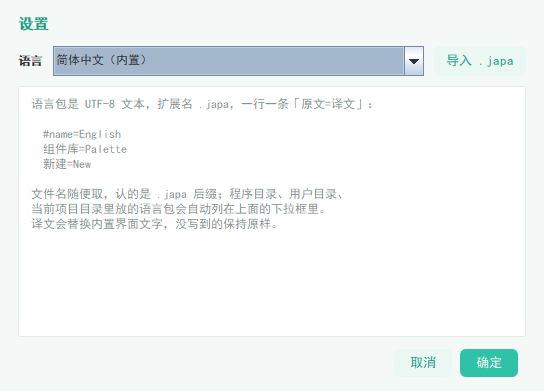 设置
语言 简体中文（内置） 导入 .japa
语言包是 UTF-8 文本，扩展名 .japa，一行一条「原文=译文」：
#name=English
组件库=Palette
新建=New
文件名随便取，认的是 .japa 后缀；程序目录、用户目录、
当前项目目录里放的语言包会自动列在上面的下拉框里。
译文会替换内置界面文字，没写到的保持原样。
取消 确定